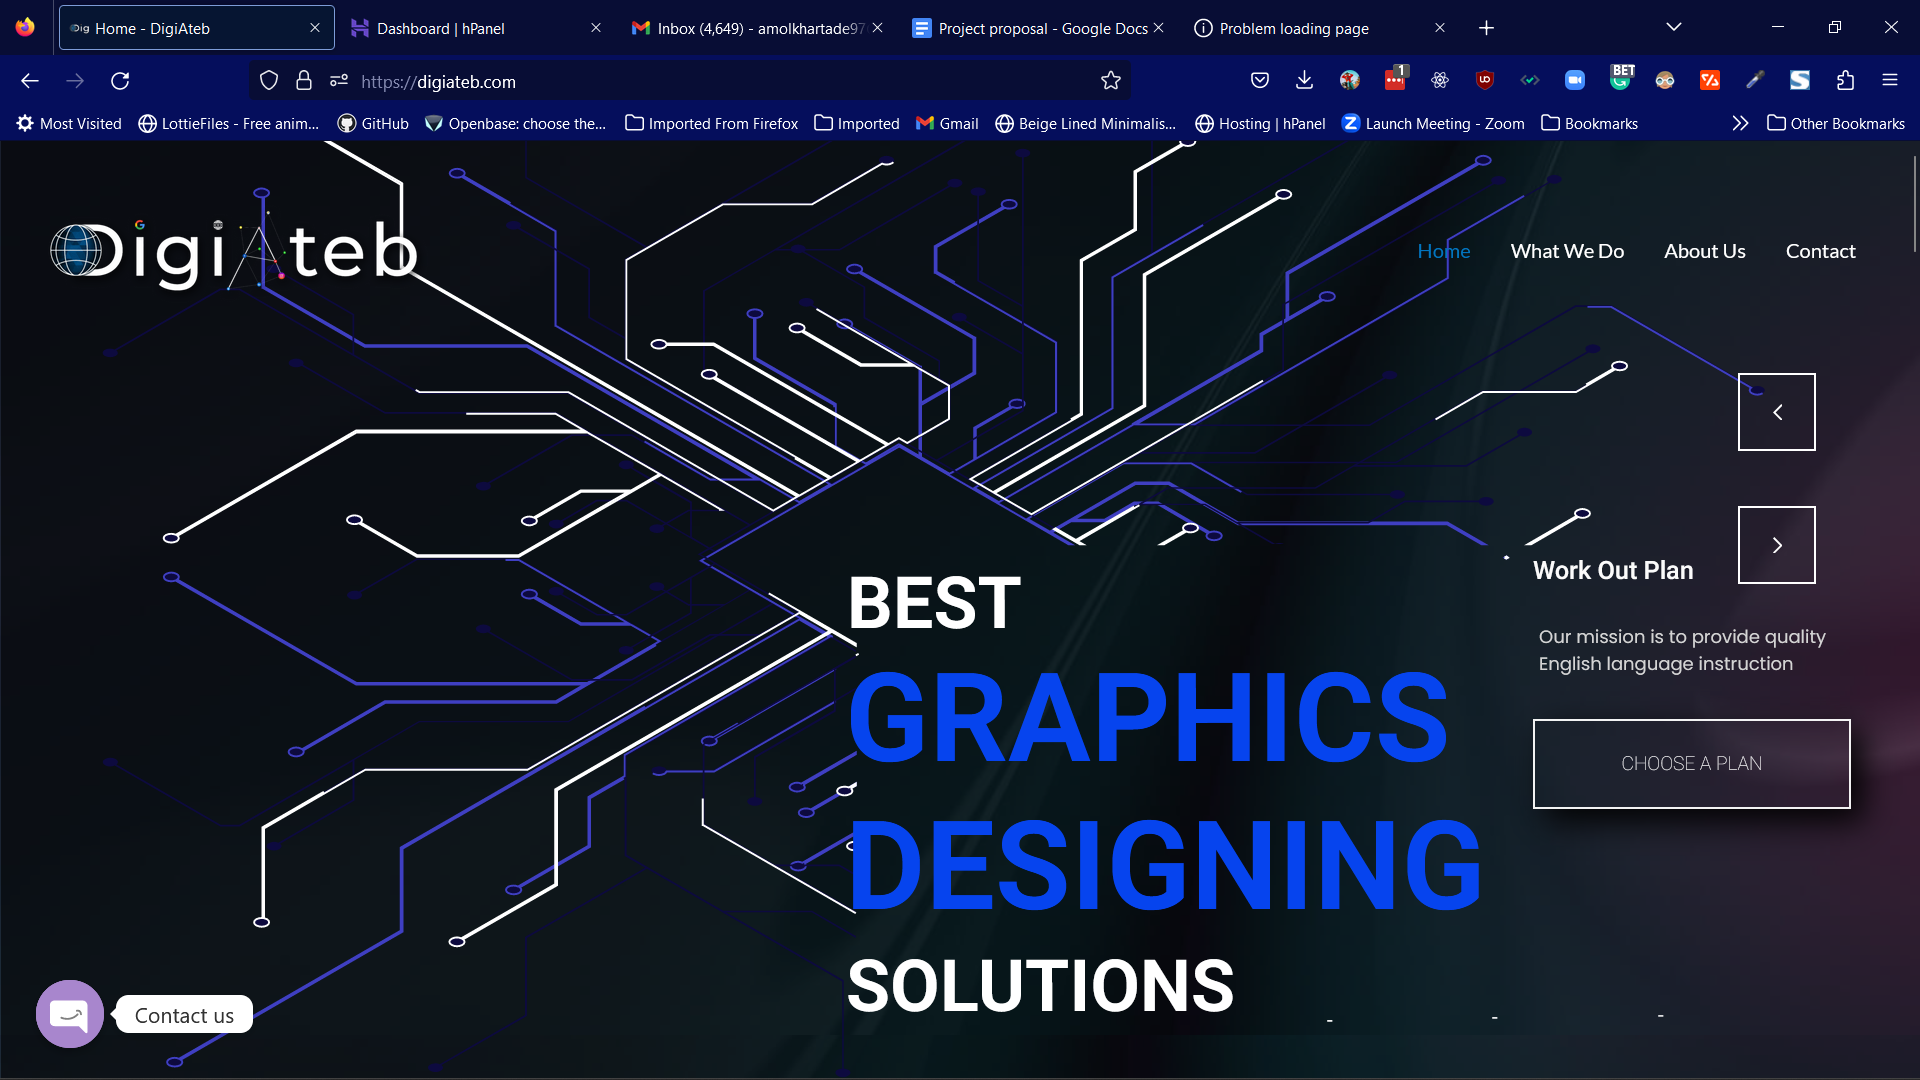 Dig Home - DigiAteb
Dashboard | hPanel
Inbox (4,649) - amolkhartade97
Project proposal - Google Docs
Problem loading page
https://digiateb.com
1
BET
Most Visited
LottieFiles - Free anim...
GitHub
Openbase: choose the...
Imported From Firefox
Imported
Gmail
Beige Lined Minimalis...
Hosting | hPanel
Launch Meeting - Zoom
Bookmarks
Other Bookmarks
DigiAteb
Home
What We Do
About Us
Contact
BEST
GRAPHICS
DESIGNING
SOLUTIONS
Work Out Plan
Our mission is to provide quality
English language instruction
CHOOSE A PLAN
Contact us